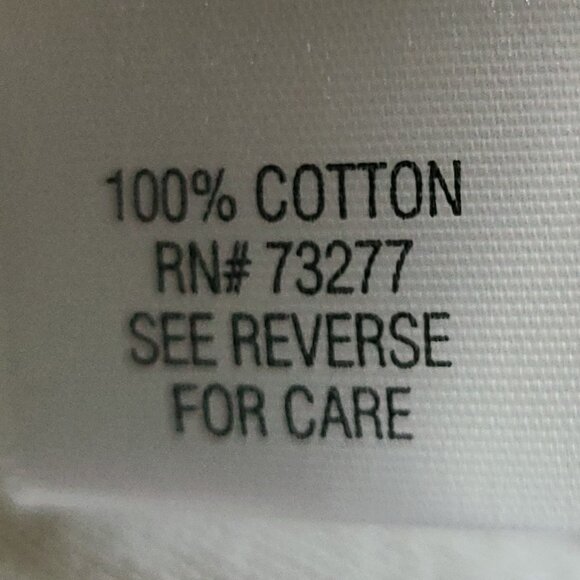 100% COTTON
RN# 73277
SEE REVERSE
FOR CARE